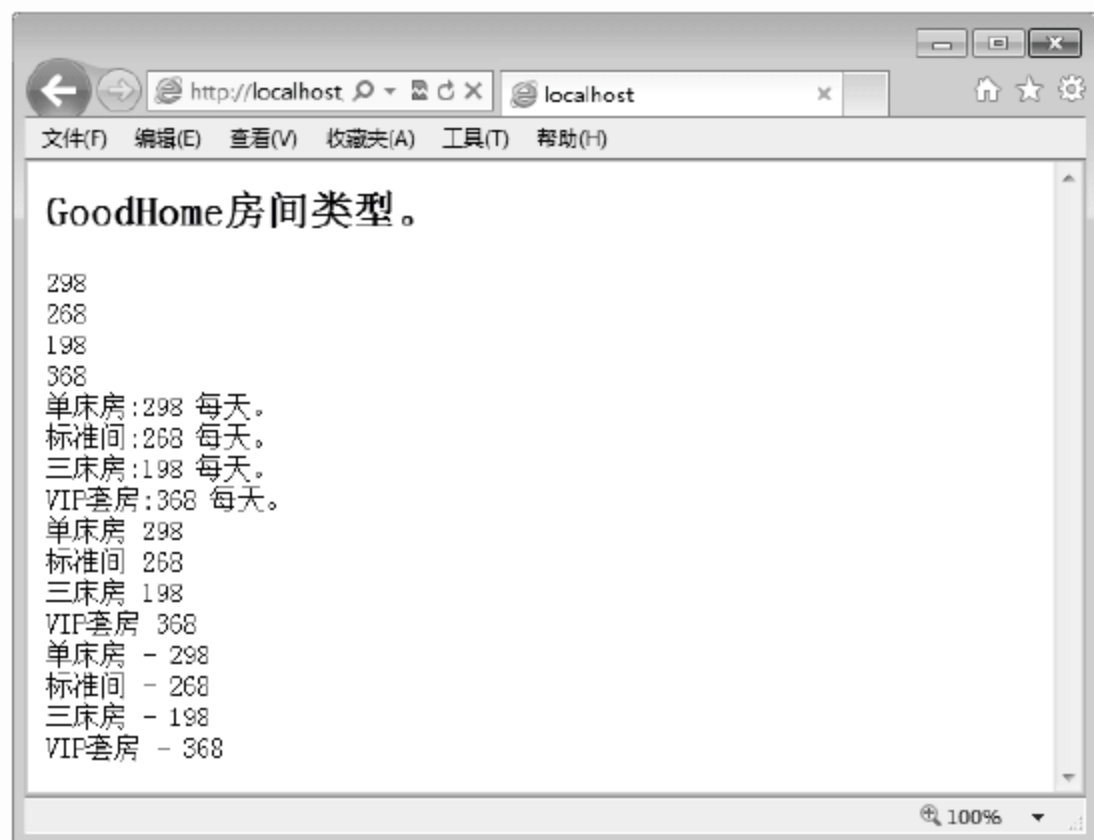 http://localhost
localhost
文件(F) 编辑(E) 查看(V) 收藏夹(A) 工具(T) 帮助(H)
GoodHome房间类型。
298
268
198
368
单床房:298 每天。
标准间:268 每天。
三床房:198 每天。
VIP套房:368 每天。
单床房 298
标准间 268
三床房 198
VIP套房 368
单床房 - 298
标准间 - 268
三床房 - 198
VIP套房 - 368
100%